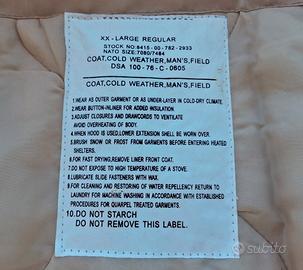 XX - LARGE REGULAR
STOCK NO: 8415 - 00 - 782 - 2933
NATO SIZE: 7080/7484
COAT,COLD WEATHER,MAN'S,FIELD
DSA 100 - 76 - C - 0605
COAT,COLD WEATHER,MAN'S,FIELD
1.WEAR AS OUTER GARMENT OR AS UNDER-LAYER IN COLD-DRY CLIMATE.
2.WEAR BUTTON-INLINER FOR ADDED INSULATION
3.ADJUST CLOSURES AND DRAWCORDS TO VENTILATE
AVOID OVERHEATING OF BODY.
4.WHEN HOOD IS USED,LOWER EXTENSION SHELL BE WORN OVER.
5.BRUSH SNOW OR FROST FROM GARMENTS BEFORE ENTERING HEATED
SHELTERS.
6.FOR FAST DRYING,REMOVE LINER FRONT COAT.
7.DO NOT EXPOSE TO HIGH TEMPERATURE OF A STOVE.
8.LUBRICATE SLIDE FASTENERS WITH WAX.
9.FOR CLEANING AND RESTORING OF WATER REPELLENCY RETURN TO
LAUNDRY FOR MACHINE WASHING IN ACCORDANCE WITH ESTABLISHED
PROCEDURES FOR QUARPEL TREATED GARMENTS.
10.DO NOT STARCH
DO NOT REMOVE THIS LABEL.
subito